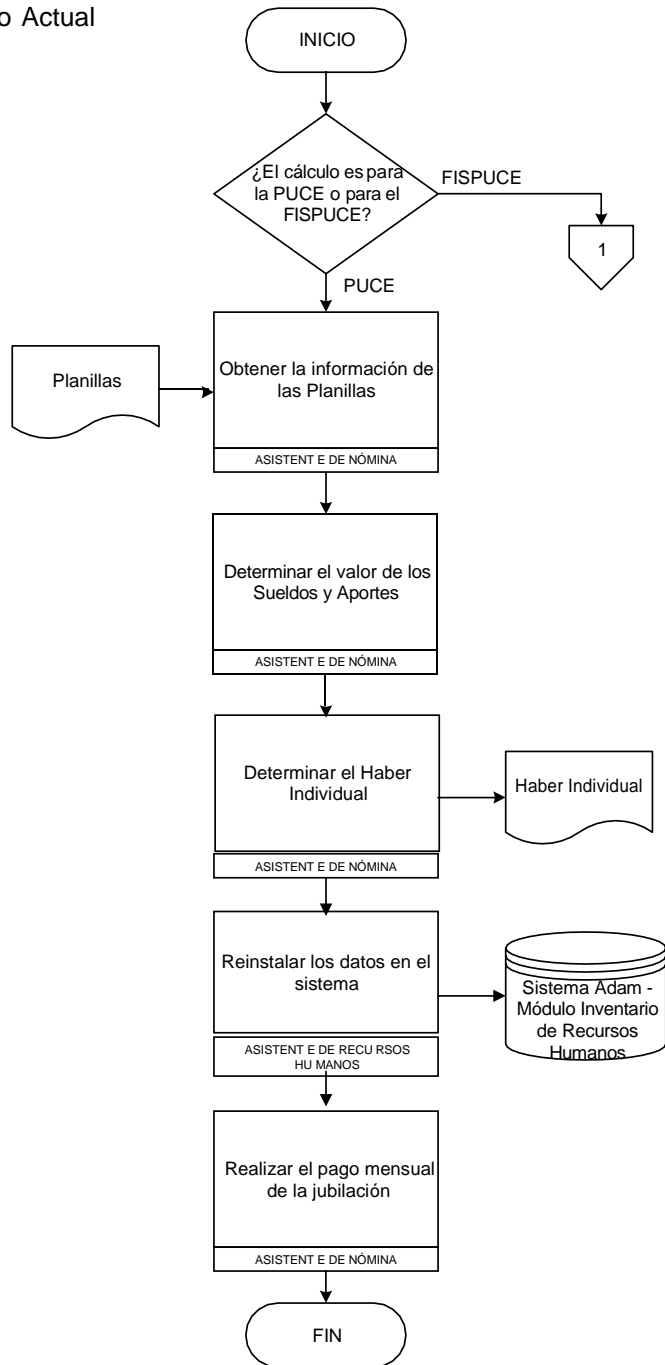 o Actual
INICIO
¿El cálculo es para
la PUCE o para el
FISPUCE?
FISPUCE
1
PUCE
Planillas
Obtener la información de
las Planillas
ASISTENT E DE NÓMINA
Determinar el valor de los
Sueldos y Aportes
ASISTENT E DE NÓMINA
Determinar el Haber
Individual
Haber Individual
ASISTENT E DE NÓMINA
Reinstalar los datos en el
sistema
Sistema Adam -
Módulo Inventario
de Recursos
Humanos
ASISTENT E DE RECU RSOS
HU MANOS
Realizar el pago mensual
de la jubilación
ASISTENT E DE NÓMINA
FIN